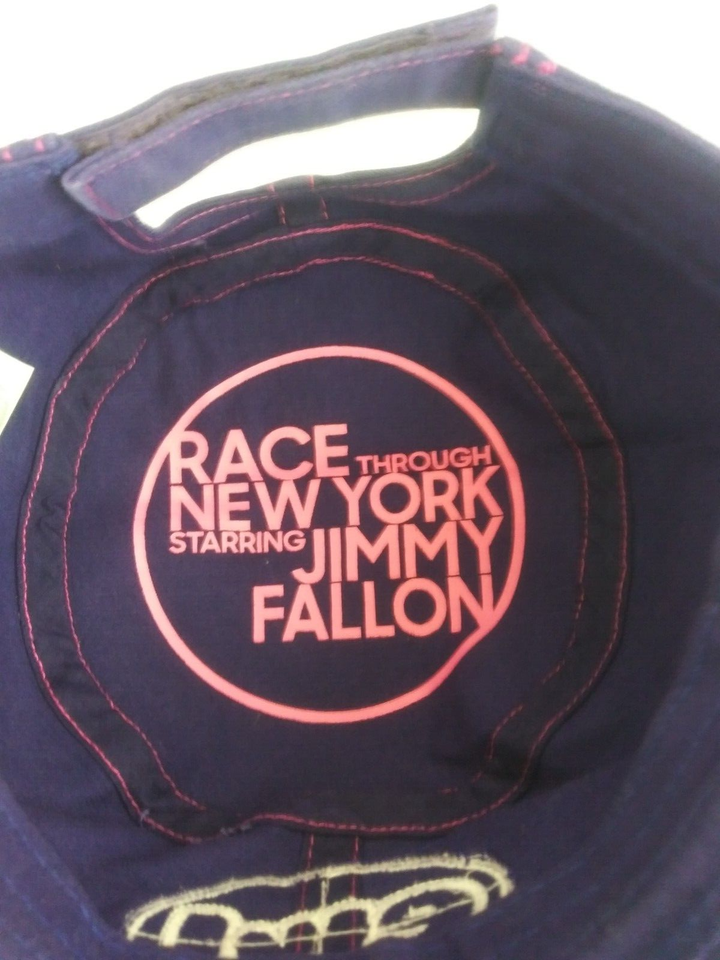 RACE THROUGH
NEW YORK
STARRING JIMMY
FALLON